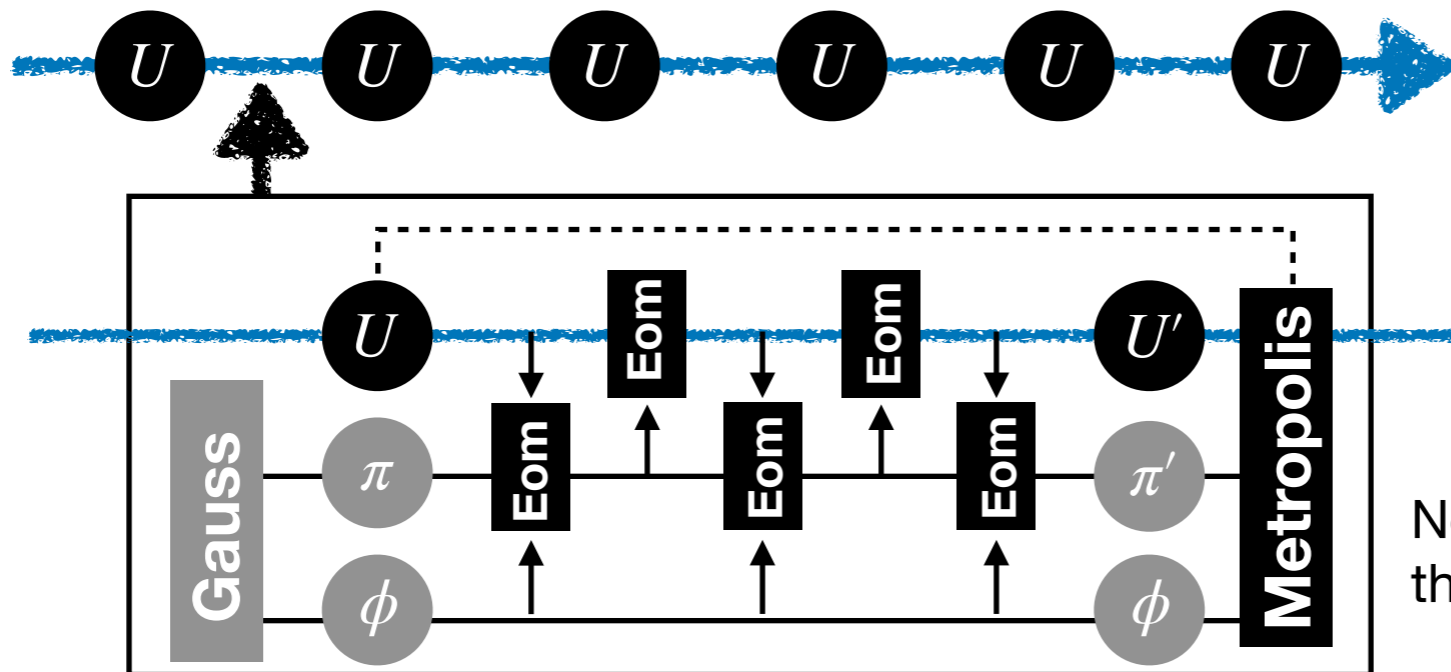 U U U U U U
Eom Eom
U U′
Eom Eom Eom
Gauss
π π′
Metropolis
ϕ ϕ